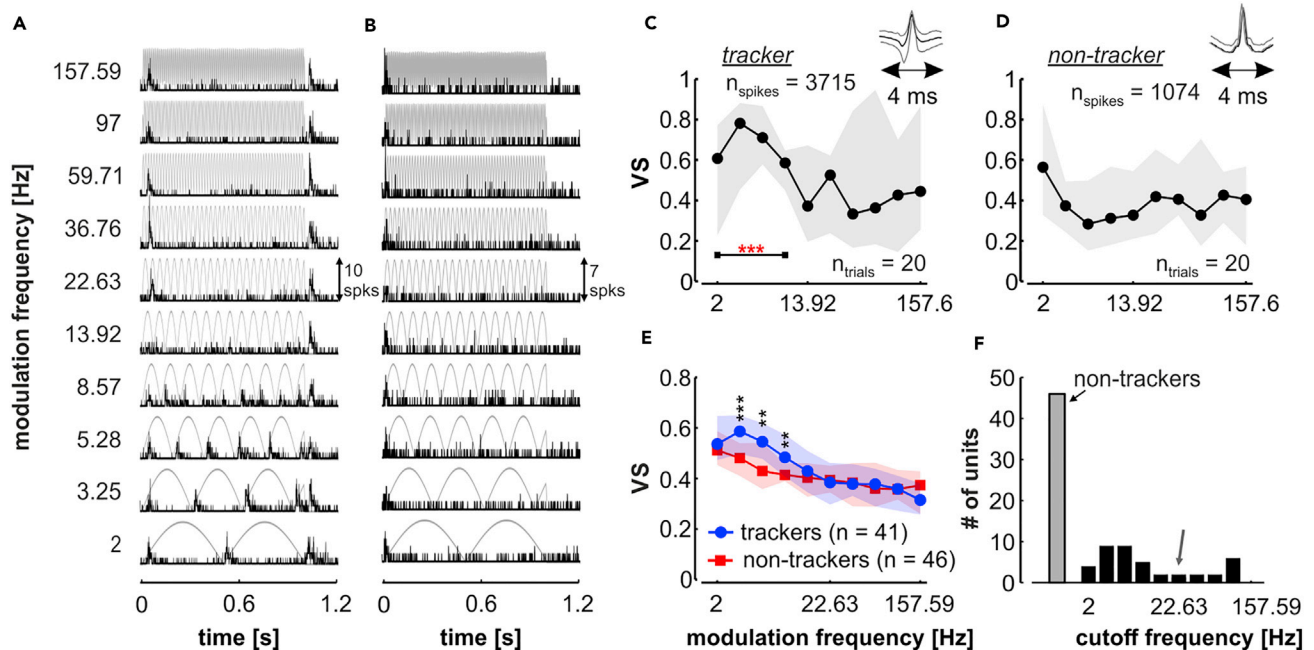 A
B
modulation frequency [Hz]
157.59
97
59.71
36.76
22.63
13.92
8.57
5.28
3.25
2
10
spks
7
spks
0 0.6 1.2
time [s]
0 0.6 1.2
time [s]
C
tracker
n spikes = 3715
4 ms
VS
1
0.8
0.6
0.4
0.2
0
***
n trials = 20
2 13.92 157.6
D
non-tracker
n spikes = 1074
4 ms
1
0.8
0.6
0.4
0.2
0
n trials = 20
2 13.92 157.6
E
VS
0.8
0.6
0.4
0.2
0
***
**
**
trackers (n = 41)
non-trackers (n = 46)
2 22.63 157.59
modulation frequency [Hz]
F
# of units
50
40
30
20
10
0
non-trackers
2 22.63 157.59
cutoff frequency [Hz]